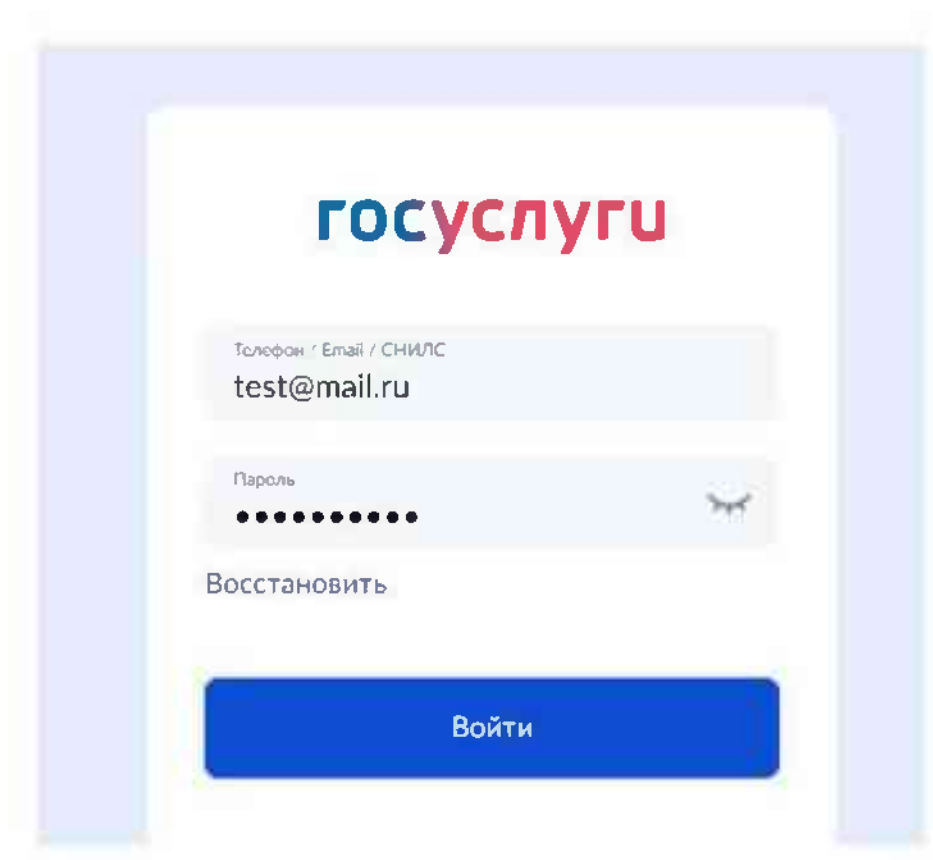 госуслуги
Телефон / Email / СНИЛС
test@mail.ru
Пароль
••••••••••
Восстановить
Войти